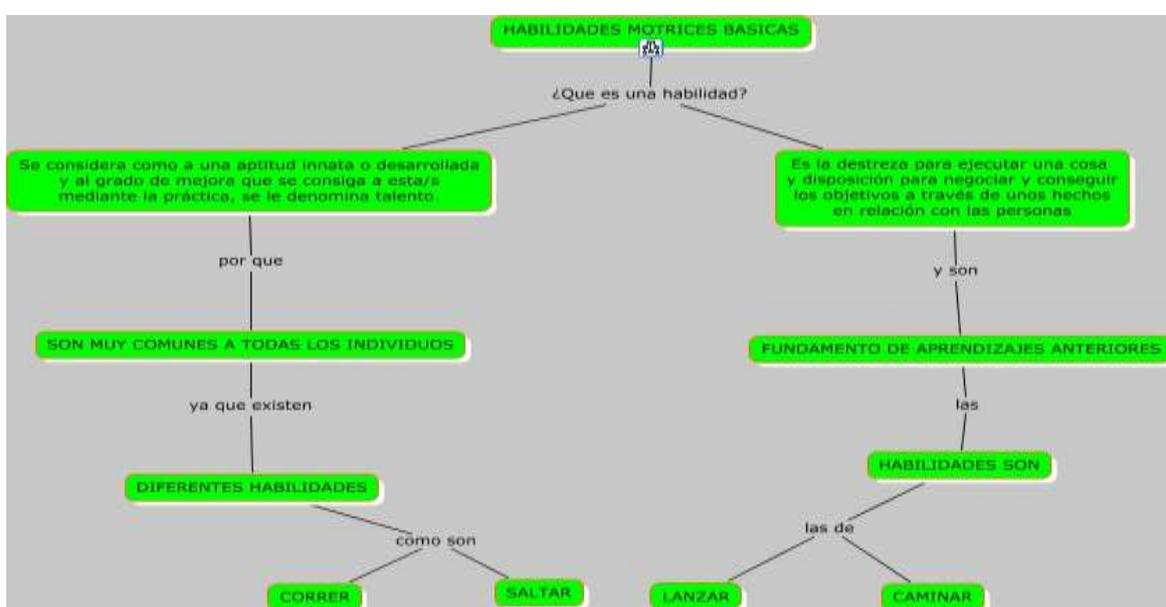 HABILIDADES MOTRICES BASICAS
¿Que es una habilidad?
Se considera como a una aptitud innata o desarrollada
y al grado de mejora que se consiga a esta/s
mediante la práctica, se le denomina talento.
Es la destreza para ejecutar una cosa
y disposición para negociar y conseguir
los objetivos a través de unos hechos
en relación con las personas
por que
y son
SON MUY COMUNES A TODAS LOS INDIVIDUOS
FUNDAMENTO DE APRENDIZAJES ANTERIORES
ya que existen
las
DIFERENTES HABILIDADES
HABILIDADES SON
como son
las de
CORRER
SALTAR
LANZAR
CAMINAR